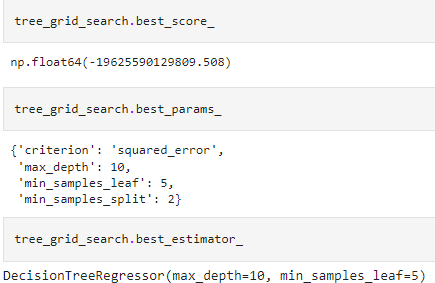 tree_grid_search.best_score_
np.float64(-19625590129809.508)
tree_grid_search.best_params_
{'criterion': 'squared_error',
'max_depth': 10,
'min_samples_leaf': 5,
'min_samples_split': 2}
tree_grid_search.best_estimator_
DecisionTreeRegressor(max_depth=10, min_samples_leaf=5)